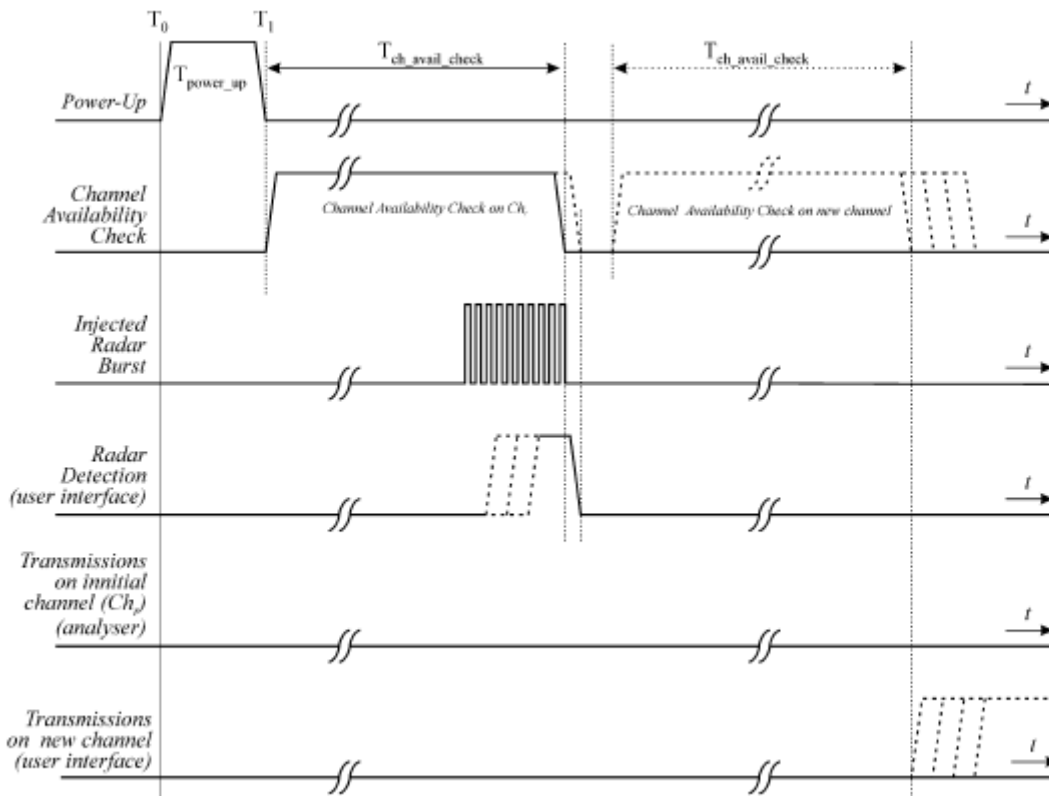 T0 T1
Tch_avail_check
Tch_avail_check
Tpower_up
Power-Up
t
Channel
Availability
Check
Channel Availability Check on Chr
Channel Availability Check on new channel
t
Injected
Radar
Burst
t
Radar
Detection
(user interface)
t
Transmissions
on innitial
channel (Chr)
(analyser)
t
Transmissions
on new channel
(user interface)
t